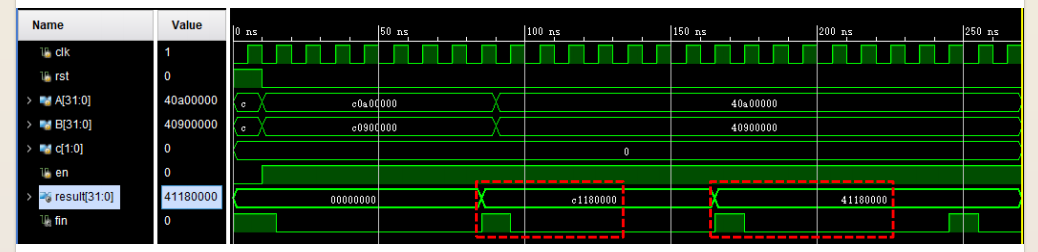 Name Value 0 ns 50 ns 100 ns 150 ns 200 ns 250 ns
clk 1
rst 0
A[31:0] 40a00000 c c0a00000 40a00000
B[31:0] 40900000 c c0900000 40900000
c[1:0] 0 0
en 0
result[31:0] 41180000 00000000 c1180000 41180000
fin 0